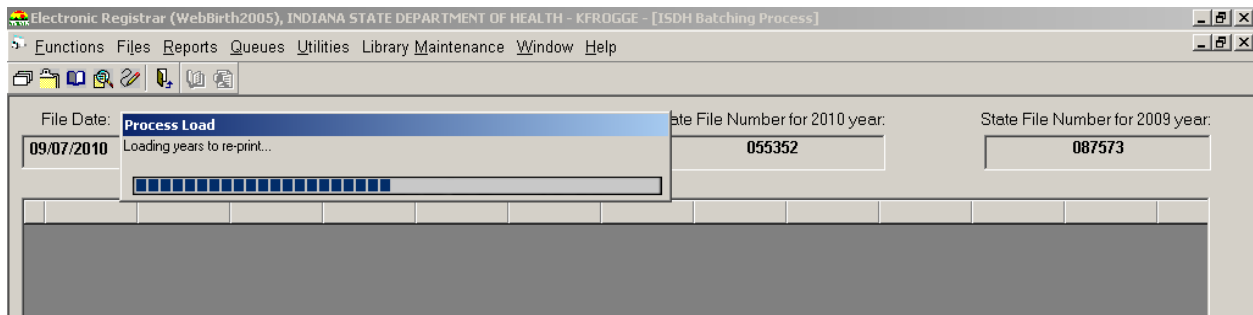 Electronic Registrar (WebBirth2005), INDIANA STATE DEPARTMENT OF HEALTH - KFROGGE - [ISDH Batching Process]
Functions Files Reports Queues Utilities Library Maintenance Window Help
File Date: Process Load ate File Number for 2010 year: State File Number for 2009 year:
09/07/2010 Loading years to re-print... 055352 087573